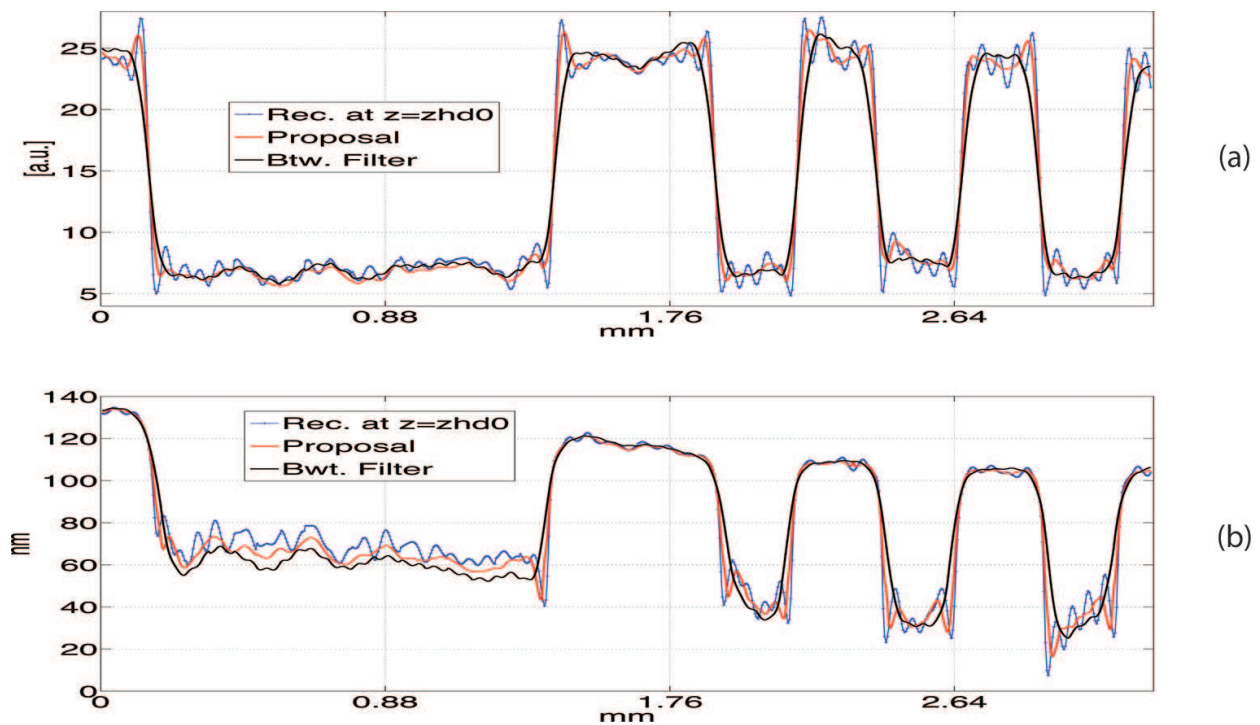 25
20
15
10
5
[a.u.]
Rec. at z=zhd0
Proposal
Btw. Filter
(a)
0
0.88
1.76
2.64
mm
140
120
100
80
60
40
20
0
nm
Rec. at z=zhd0
Proposal
Bwt. Filter
(b)
0
0.88
1.76
2.64
mm